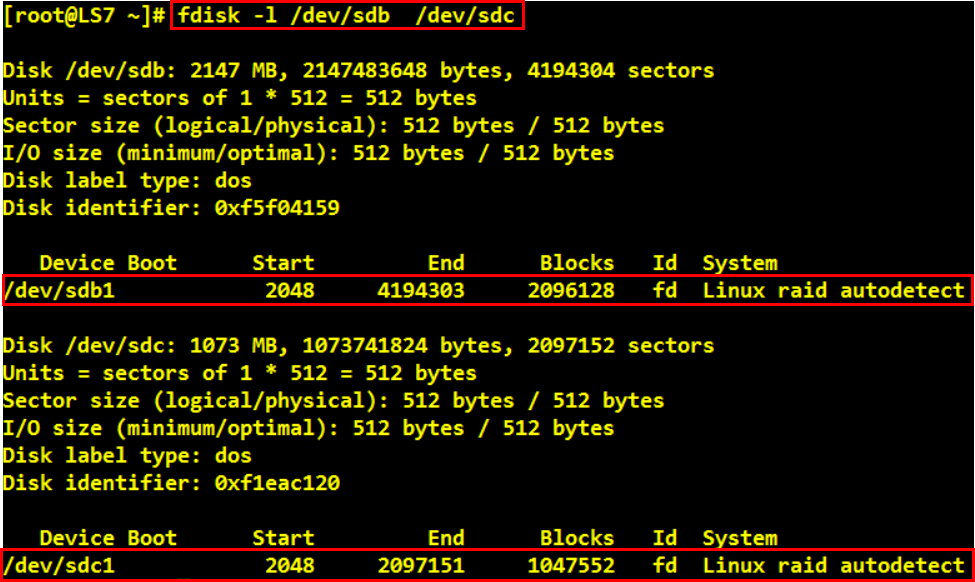 [root@LS7 ~]# fdisk -l /dev/sdb  /dev/sdc
Disk /dev/sdb: 2147 MB, 2147483648 bytes, 4194304 sectors
Units = sectors of 1 * 512 = 512 bytes
Sector size (logical/physical): 512 bytes / 512 bytes
I/O size (minimum/optimal): 512 bytes / 512 bytes
Disk label type: dos
Disk identifier: 0xf5f04159
   Device Boot      Start         End      Blocks   Id  System
/dev/sdb1            2048     4194303     2096128   fd  Linux raid autodetect
Disk /dev/sdc: 1073 MB, 1073741824 bytes, 2097152 sectors
Units = sectors of 1 * 512 = 512 bytes
Sector size (logical/physical): 512 bytes / 512 bytes
I/O size (minimum/optimal): 512 bytes / 512 bytes
Disk label type: dos
Disk identifier: 0xf1eac120
   Device Boot      Start         End      Blocks   Id  System
/dev/sdc1            2048     2097151     1047552   fd  Linux raid autodetect